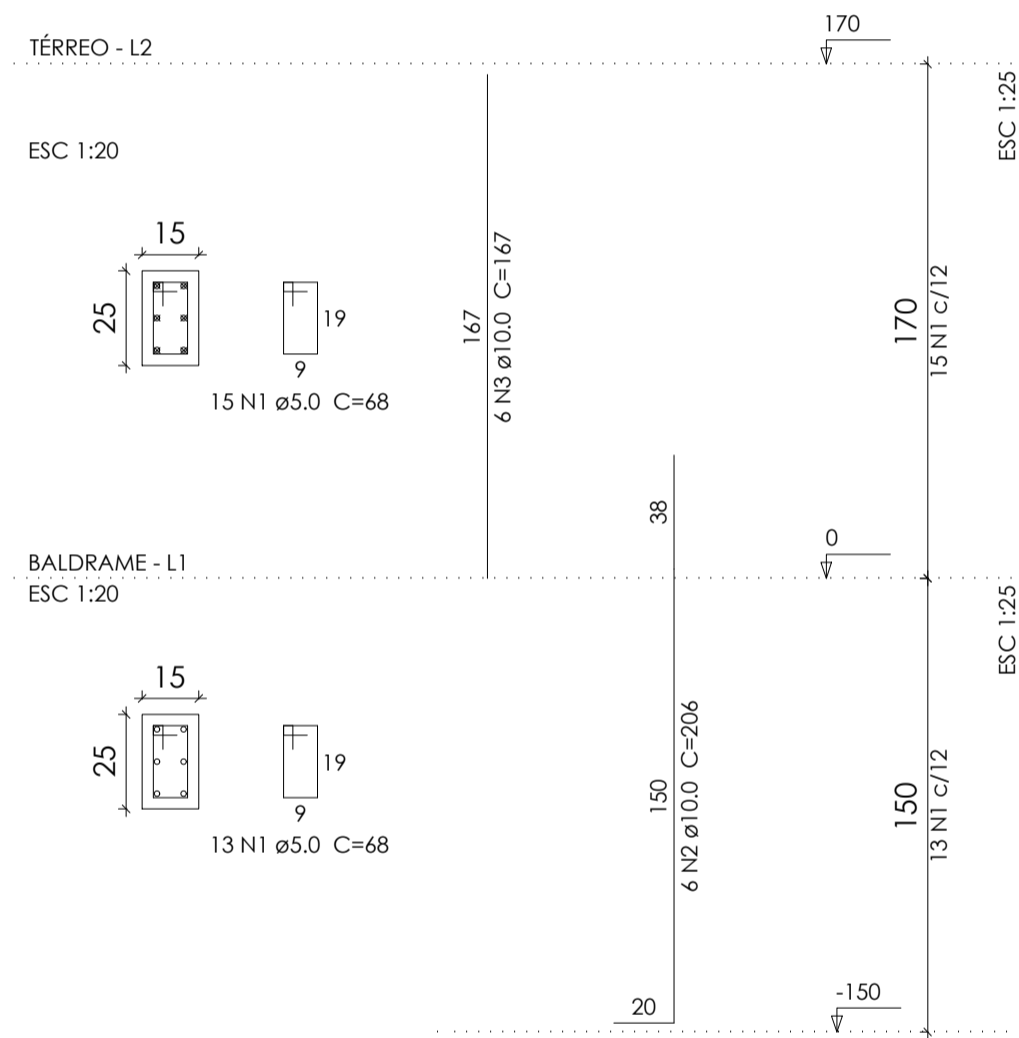 170
TÉRREO - L2
ESC 1:25
ESC 1:20
15
25
19
9
15 N1 ø5.0 C=68
167
6 N3 ø10.0 C=167
170
15 N1 c/12
38
0
BALDRAME - L1
ESC 1:20
ESC 1:25
15
25
19
9
13 N1 ø5.0 C=68
150
6 N2 ø10.0 C=206
150
13 N1 c/12
20
-150